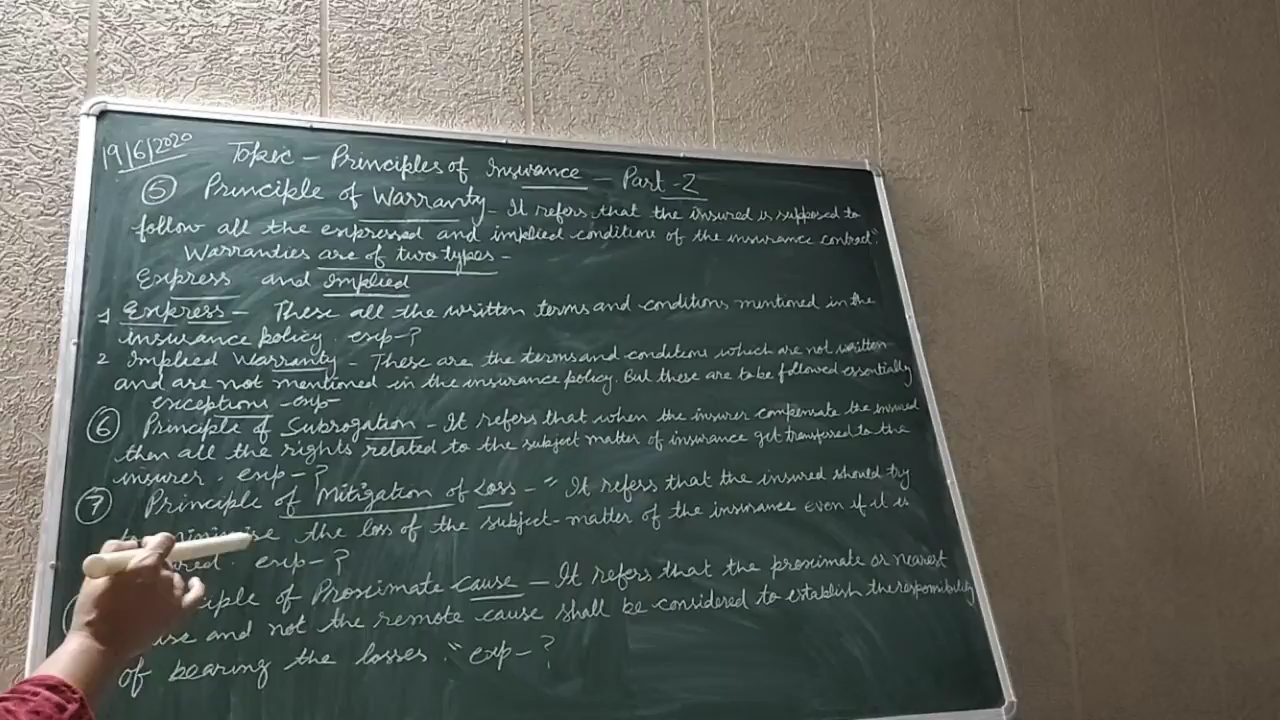 19/6/2020 Topic - Principles of Insurance - Part-2
⑤ Principle of Warranty - It refers that the insured is supposed to
follow all the expressed and implied conditions of the insurance contract".
Warranties are of two types -
Express and Implied
1 Express - These all the written terms and conditions mentioned in the
insurance policy. exp-?
2 Implied Warranty - These are the terms and conditions which are not written
and are not mentioned in the insurance policy. But these are to be followed essentially
exceptions - exp-
⑥ Principle of Subrogation - It refers that when the insurer compensate the insured
then all the rights related to the subject matter of insurance get transfered to the
insurer. exp-?
⑦ Principle of Mitigation of Loss - "It refers that the insured should try
the loss of the subject-matter of the insurance even if it is
exp-?
of Proximate Cause - It refers that the proximate or nearest
and not the remote cause shall be considered to establish the responsibility
of bearing the losses." exp-?